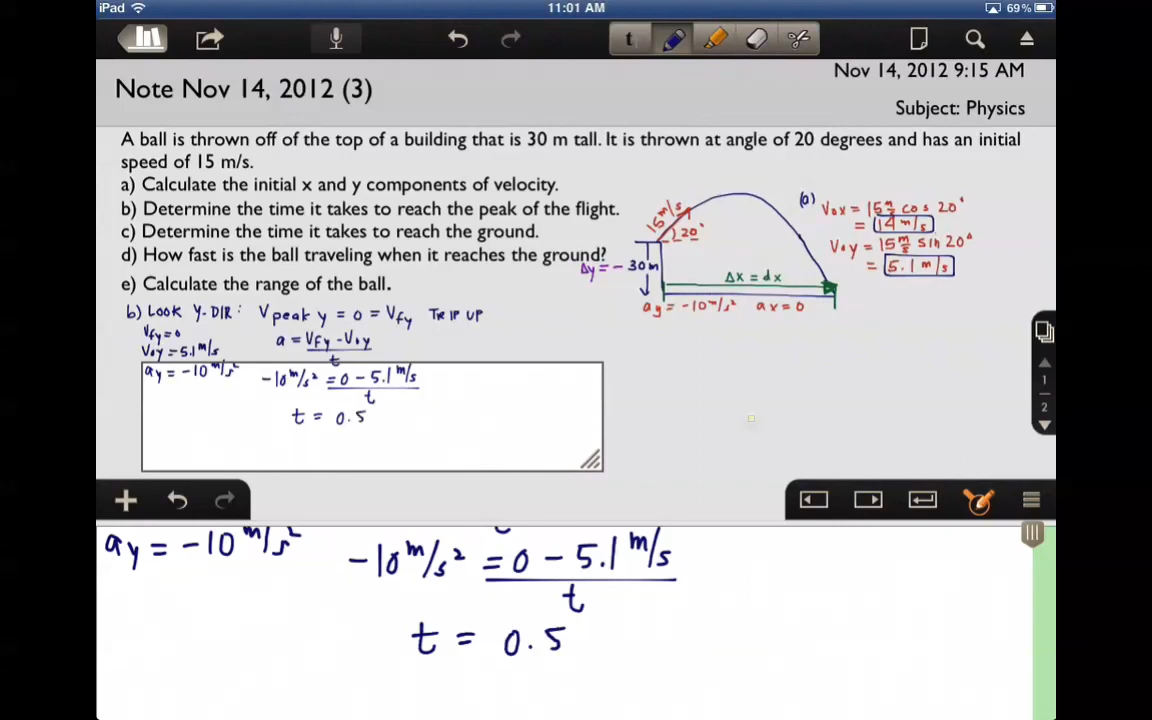 iPad
11:01 AM
69%
t
Note Nov 14, 2012 (3)
Nov 14, 2012 9:15 AM
Subject: Physics
A ball is thrown off of the top of a building that is 30 m tall. It is thrown at angle of 20 degrees and has an initial
speed of 15 m/s.
a) Calculate the initial x and y components of velocity.
b) Determine the time it takes to reach the peak of the flight.
c) Determine the time it takes to reach the ground.
d) How fast is the ball traveling when it reaches the ground?
e) Calculate the range of the ball.
15 m/s
20°
Δy = - 30m
Δx = dx
ay = -10 m/s² ax = 0
(a)
Vox = 15 m/s cos 20°
= 14 m/s
Voy = 15 m/s sin 20°
= 5.1 m/s
b) LOOK Y-DIR: V peak y = 0 = Vfy TRIP UP
Vfy = 0
Voy = 5.1 m/s
ay = -10 m/s²
a = Vfy - Voy
t
-10 m/s² = 0 - 5.1 m/s
t
t = 0.5
1
2
ay = -10 m/s²
-10 m/s² = 0 - 5.1 m/s
t
t = 0.5